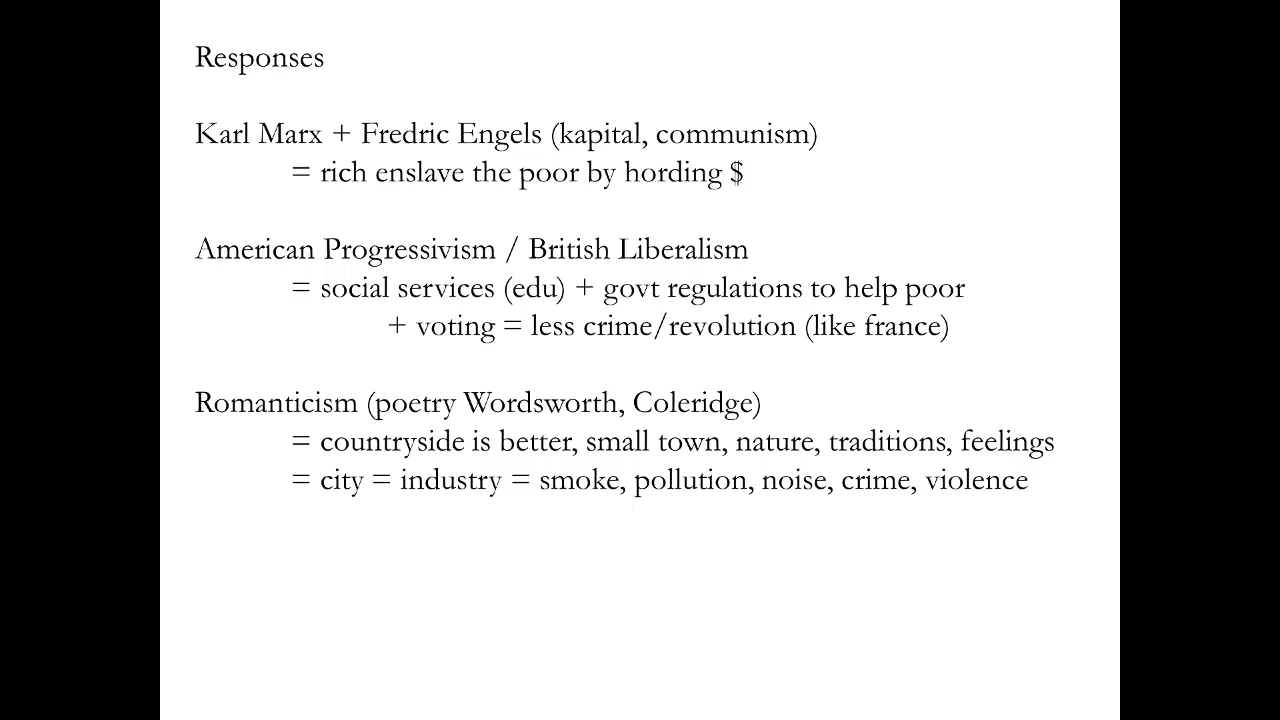 Responses
Karl Marx + Fredric Engels (kapital, communism)
= rich enslave the poor by hording $
American Progressivism / British Liberalism
= social services (edu) + govt regulations to help poor
+ voting = less crime/revolution (like france)
Romanticism (poetry Wordsworth, Coleridge)
= countryside is better, small town, nature, traditions, feelings
= city = industry = smoke, pollution, noise, crime, violence